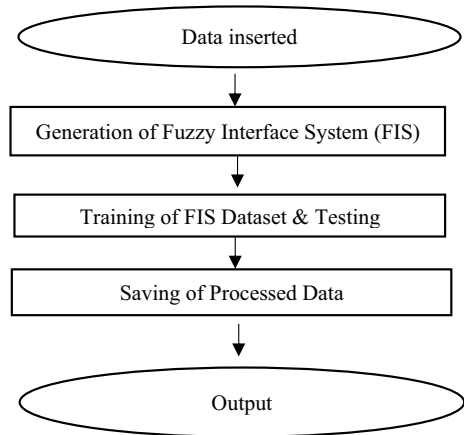 Data inserted
Generation of Fuzzy Interface System (FIS)
Training of FIS Dataset & Testing
Saving of Processed Data
Output